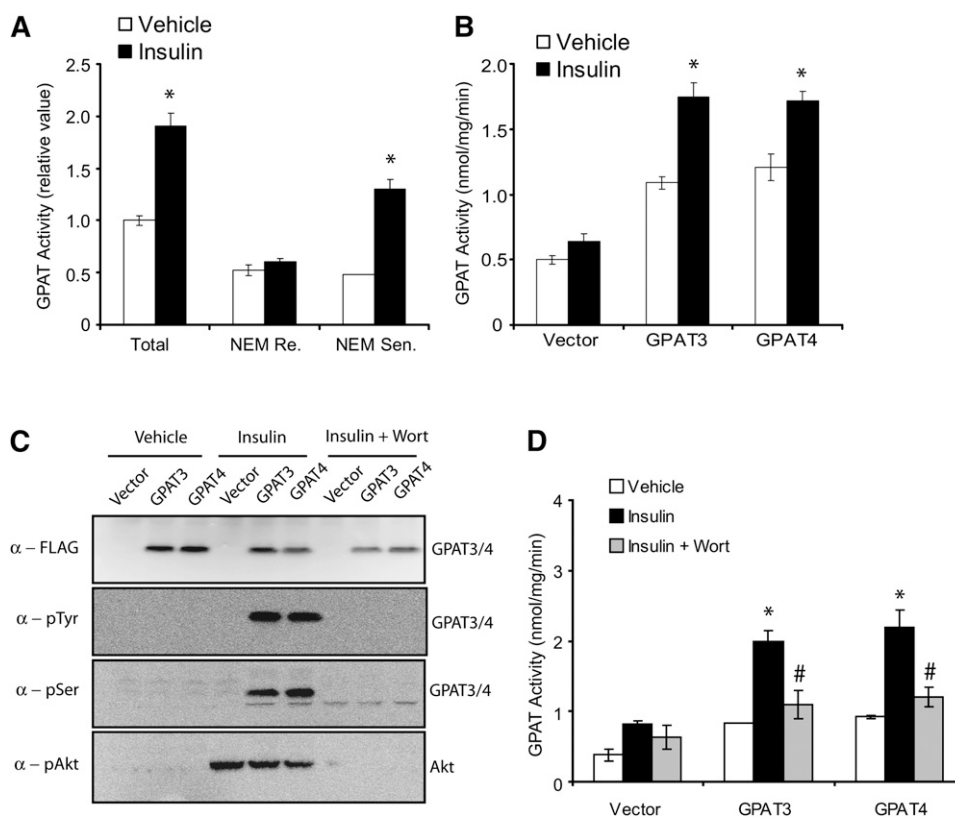 A
Vehicle
Insulin
GPAT Activity (relative value)
2.5
2.0
1.5
1.0
0.5
0
*
*
Total
NEM Re.
NEM Sen.
B
Vehicle
Insulin
GPAT Activity (nmol/mg/min)
2.0
1.5
1.0
0.5
0
*
*
Vector
GPAT3
GPAT4
C
Vehicle
Insulin
Insulin + Wort
Vector
GPAT3
GPAT4
Vector
GPAT3
GPAT4
Vector
GPAT3
GPAT4
α – FLAG
GPAT3/4
α – pTyr
GPAT3/4
α – pSer
GPAT3/4
α – pAkt
Akt
D
Vehicle
Insulin
Insulin + Wort
GPAT Activity (nmol/mg/min)
4
3
2
1
0
*
#
*
#
Vector
GPAT3
GPAT4